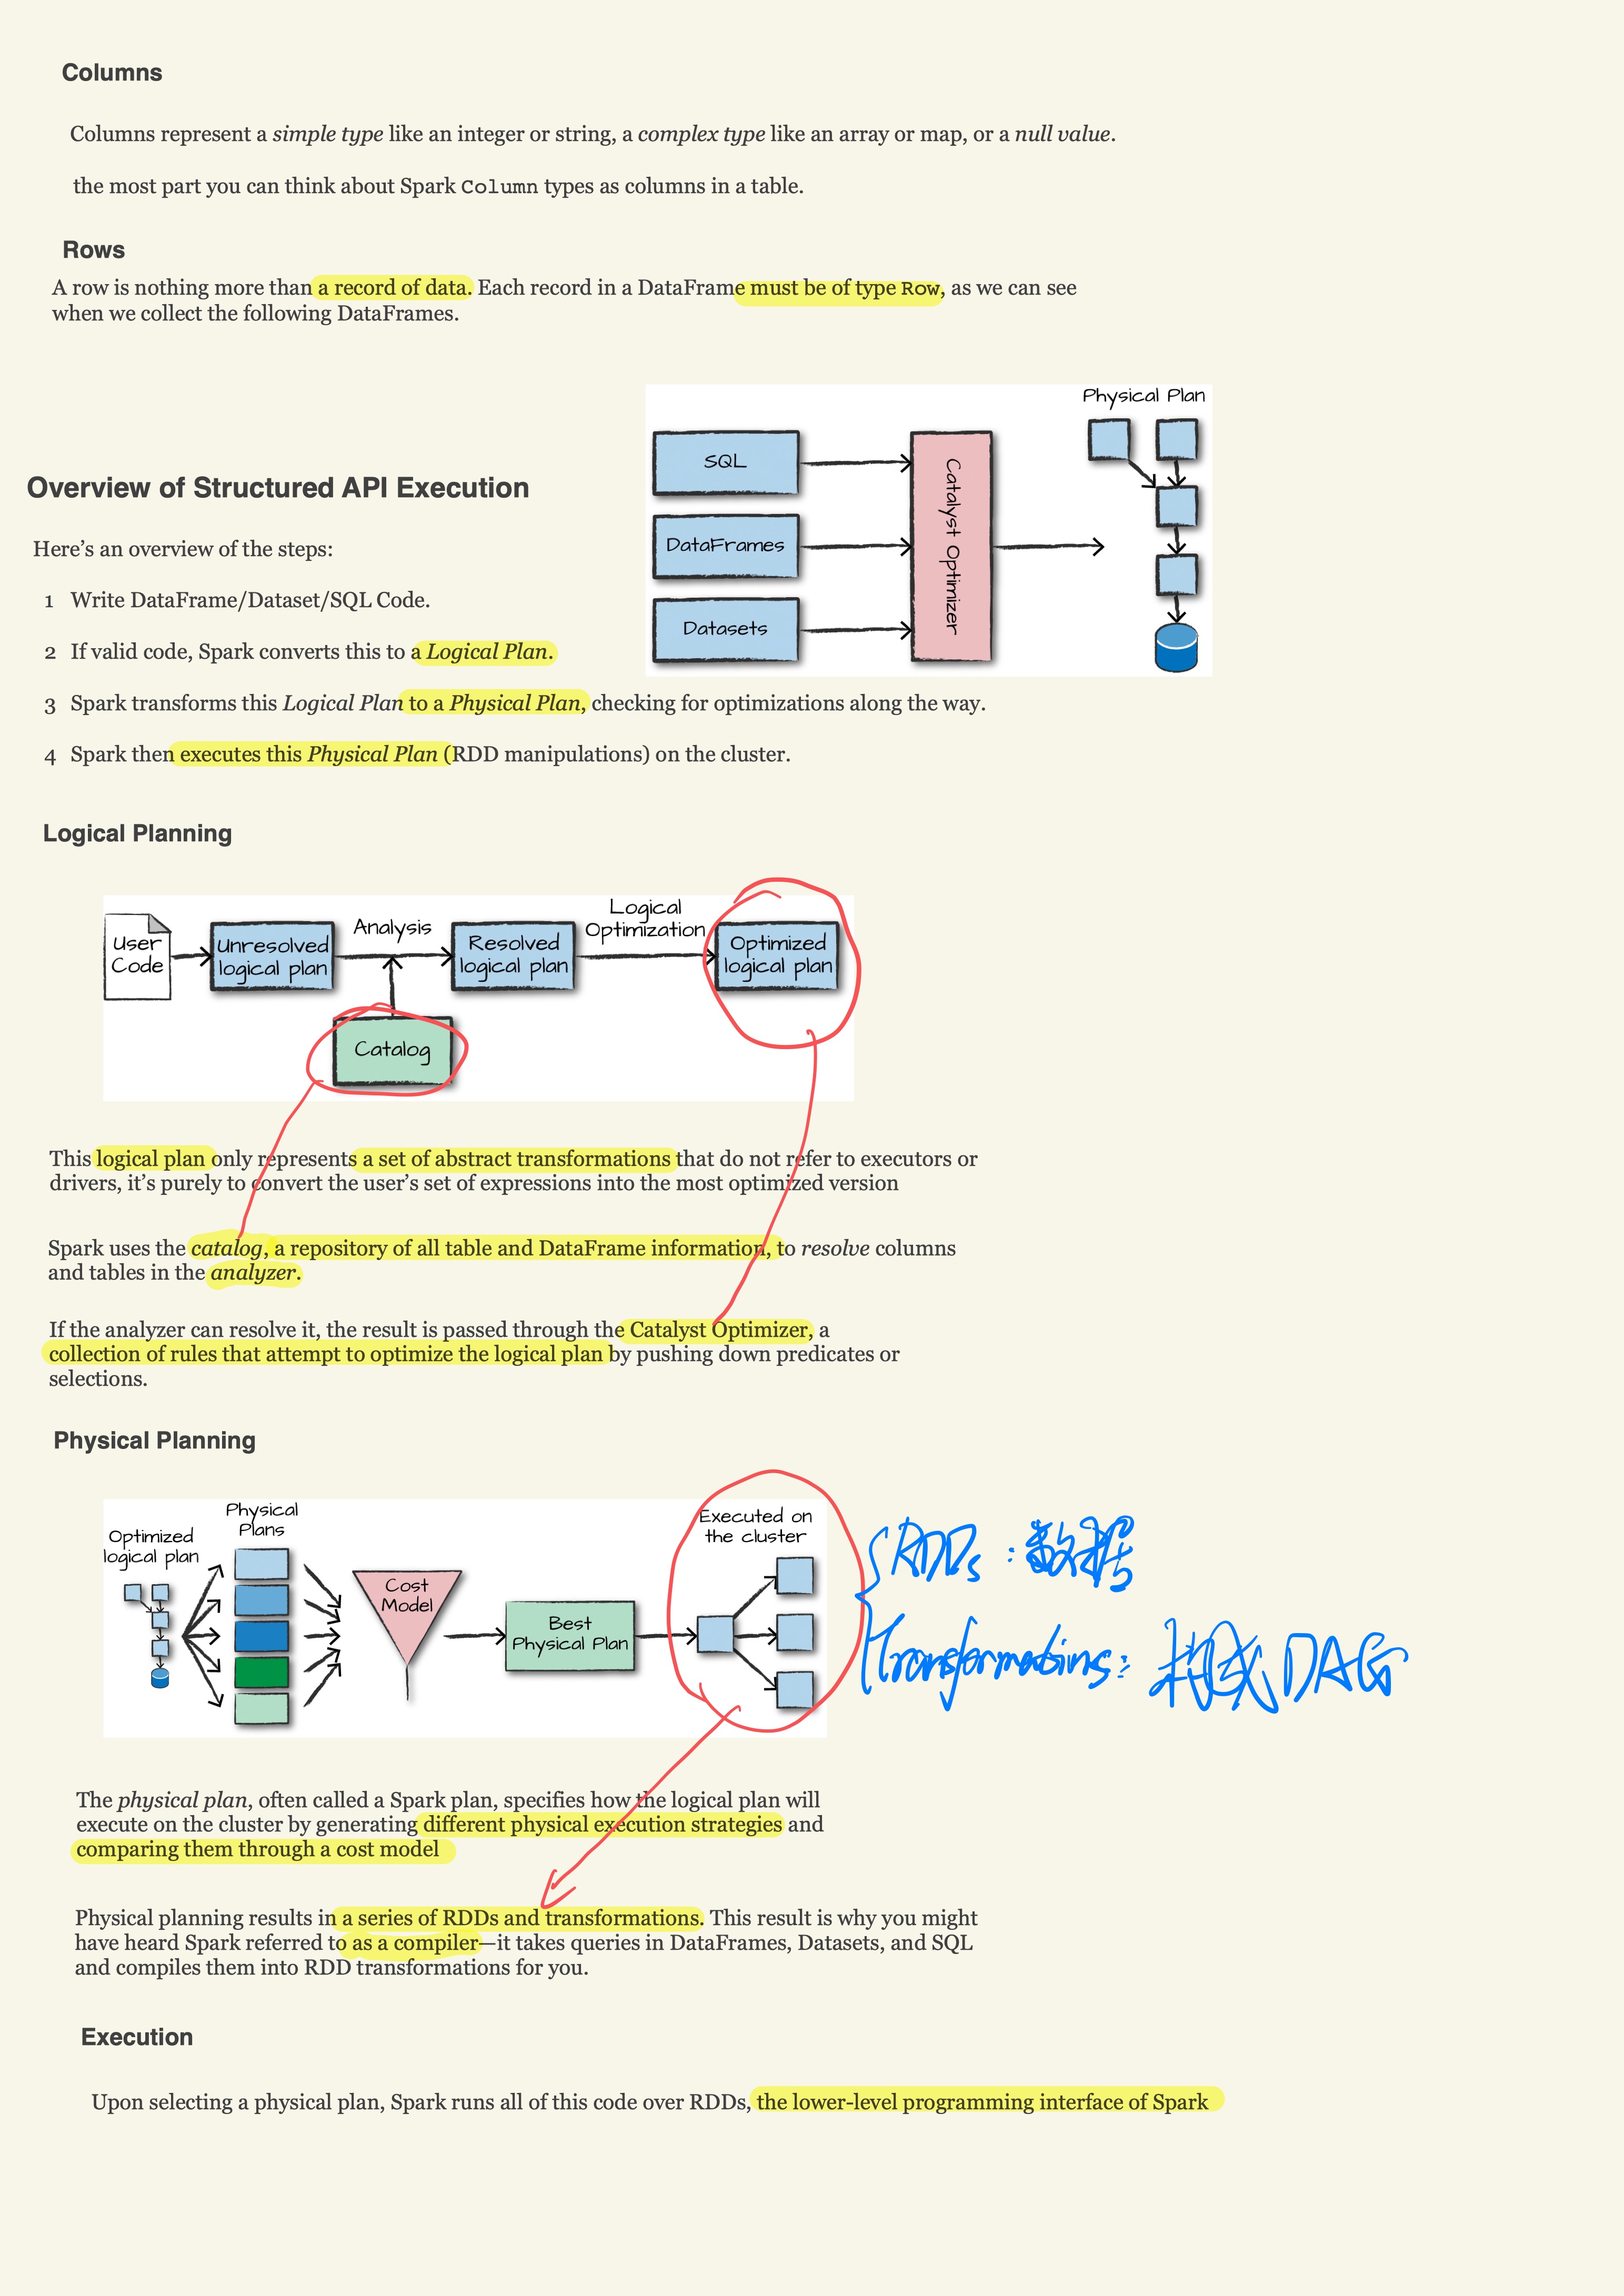 Columns
Columns represent a simple type like an integer or string, a complex type like an array or map, or a null value.
the most part you can think about Spark Column types as columns in a table.
Rows
A row is nothing more than a record of data. Each record in a DataFrame must be of type Row, as we can see
when we collect the following DataFrames.
Physical Plan
SQL
DataFrames
Datasets
Catalyst Optimizer
Overview of Structured API Execution
Here’s an overview of the steps:
1 Write DataFrame/Dataset/SQL Code.
2 If valid code, Spark converts this to a Logical Plan.
3 Spark transforms this Logical Plan to a Physical Plan, checking for optimizations along the way.
4 Spark then executes this Physical Plan (RDD manipulations) on the cluster.
Logical Planning
User
Code
Unresolved
logical plan
Analysis
Resolved
logical plan
Logical
Optimization
Optimized
logical plan
Catalog
This logical plan only represents a set of abstract transformations that do not refer to executors or
drivers, it’s purely to convert the user’s set of expressions into the most optimized version
Spark uses the catalog, a repository of all table and DataFrame information, to resolve columns
and tables in the analyzer.
If the analyzer can resolve it, the result is passed through the Catalyst Optimizer, a
collection of rules that attempt to optimize the logical plan by pushing down predicates or
selections.
Physical Planning
Optimized
logical plan
Physical
Plans
Cost
Model
Best
Physical Plan
Executed on
the cluster
RDDs : 数据
Transformations: 构成 DAG
The physical plan, often called a Spark plan, specifies how the logical plan will
execute on the cluster by generating different physical execution strategies and
comparing them through a cost model
Physical planning results in a series of RDDs and transformations. This result is why you might
have heard Spark referred to as a compiler—it takes queries in DataFrames, Datasets, and SQL
and compiles them into RDD transformations for you.
Execution
Upon selecting a physical plan, Spark runs all of this code over RDDs, the lower-level programming interface of Spark